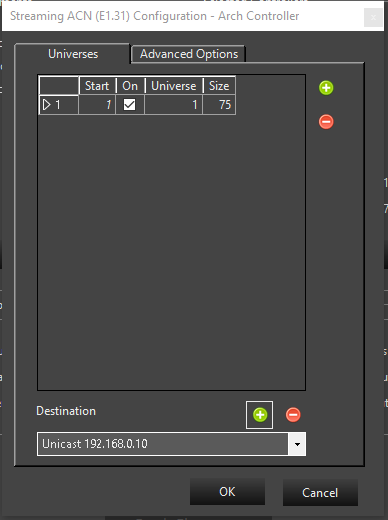 Streaming ACN (E1.31) Configuration - Arch Controller
x
Universes Advanced Options
Start On Universe Size
1 1 1 75
Destination
Unicast 192.168.0.10
OK Cancel